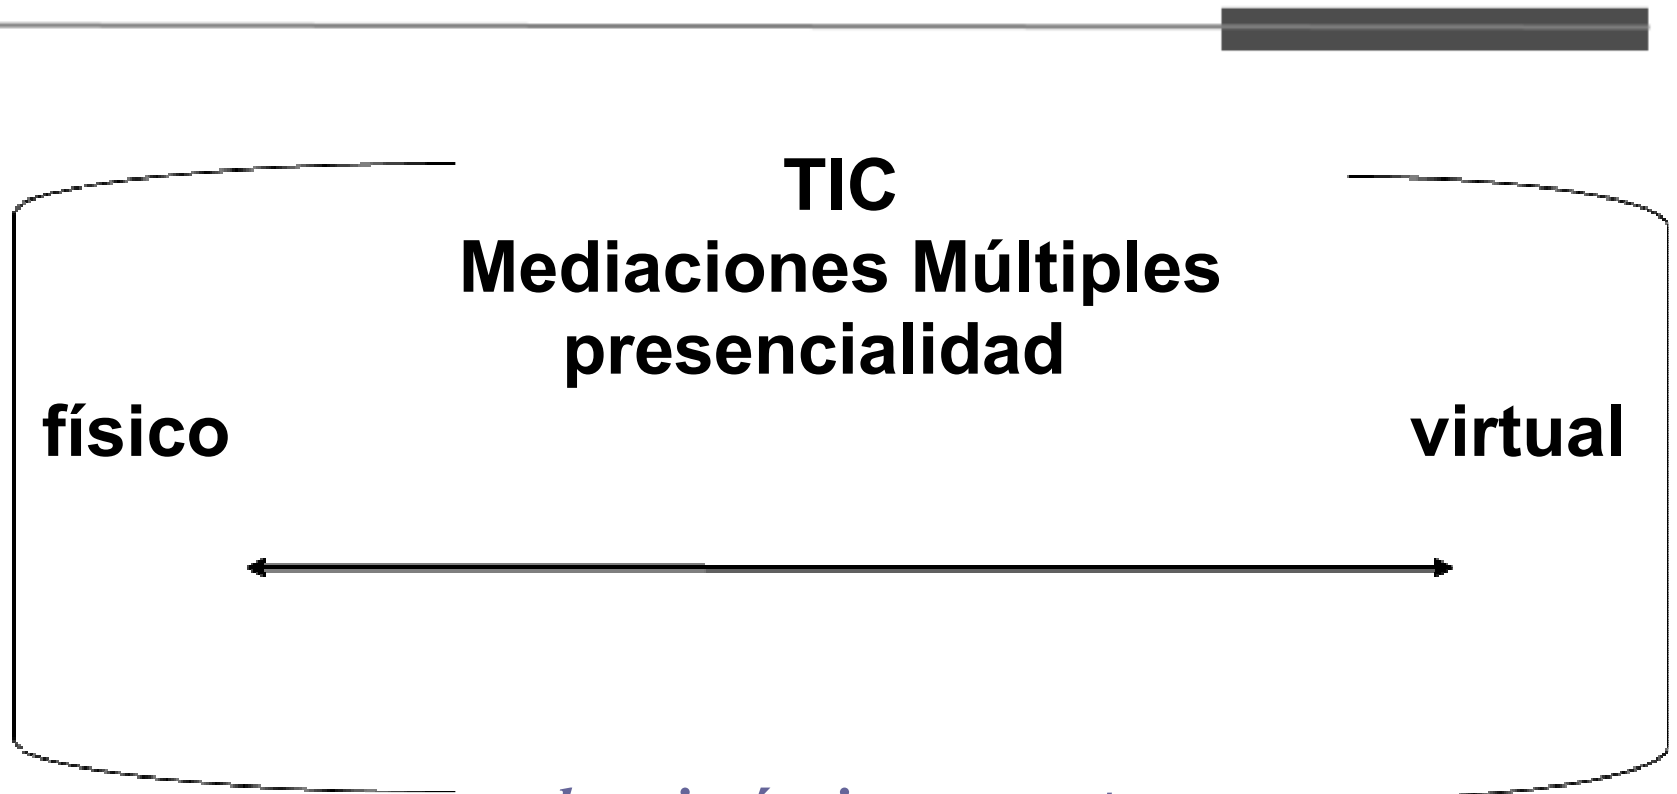 TIC
Mediaciones Múltiples
presencialidad
físico virtual